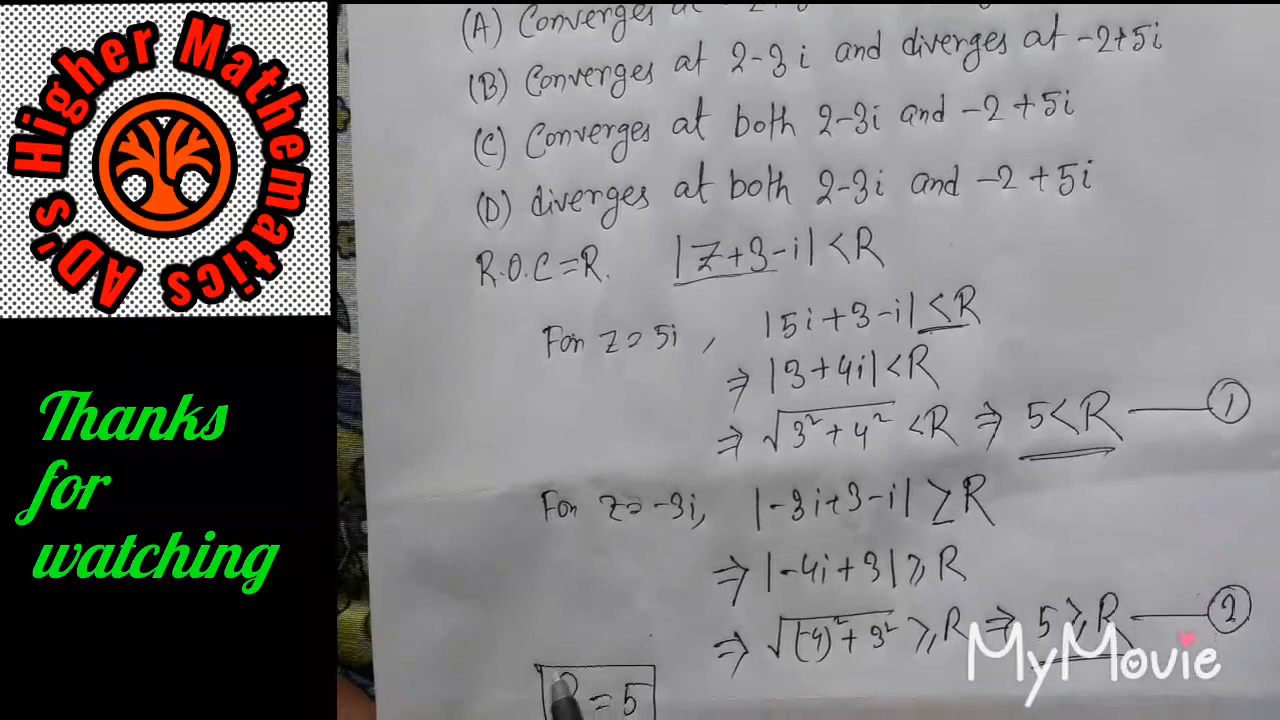 AD's Higher Mathematics
Thanks
for
watching
(A) Converges at
(B) Converges at 2-3i and diverges at -2+5i
(C) Converges at both 2-3i and -2+5i
(D) diverges at both 2-3i and -2+5i
R.O.C=R. |z+3-i|<R
For z=5i, |5i+3-i|<R
⇒ |3+4i|<R
⇒ √3²+4² <R ⇒ 5<R — ①
For z=-3i, |-3i+3-i| ≥R
⇒ |-4i+3|≥R
⇒ √(-4)²+3² ≥R ⇒ 5≥R — ②
MyMovie
=5